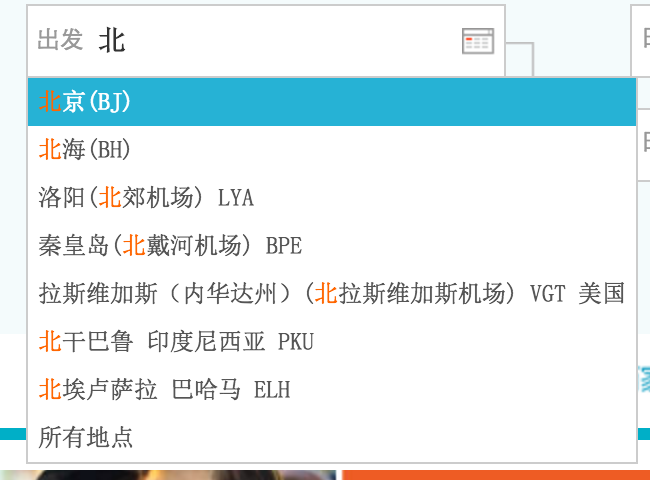 出发 北
北京(BJ)
北海(BH)
洛阳(北郊机场) LYA
秦皇岛(北戴河机场) BPE
拉斯维加斯（内华达州）(北拉斯维加斯机场) VGT 美国
北干巴鲁 印度尼西亚 PKU
北埃卢萨拉 巴哈马 ELH
所有地点